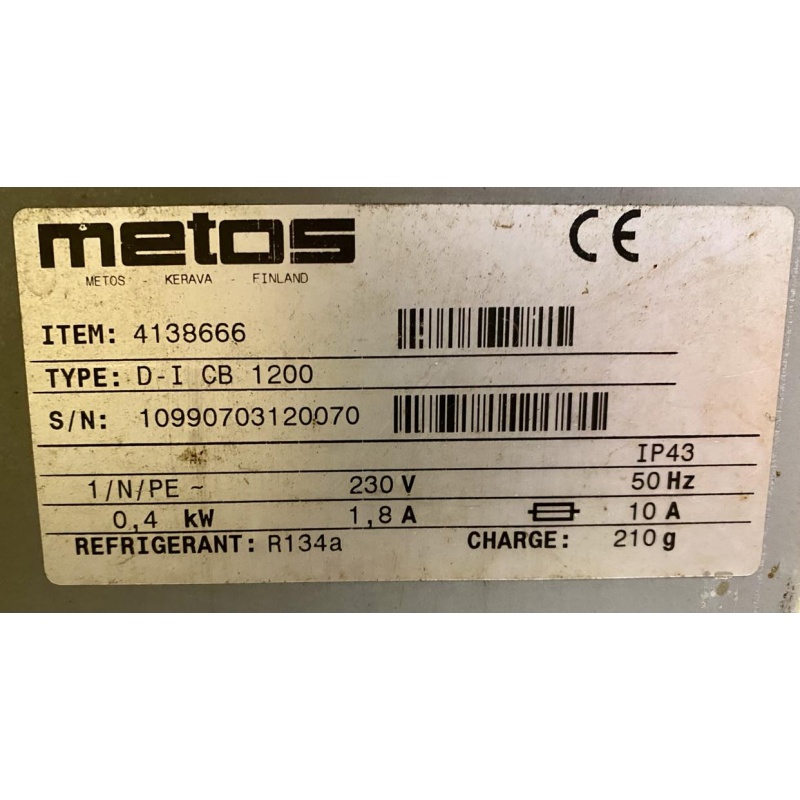 metos
CE
METOS - KERAVA - FINLAND
ITEM: 4138666
TYPE: D-I CB 1200
S/N: 10990703120070
IP43
1/N/PE ~ 230 V 50 Hz
0,4 kW 1,8 A 10 A
REFRIGERANT: R134a CHARGE: 210g